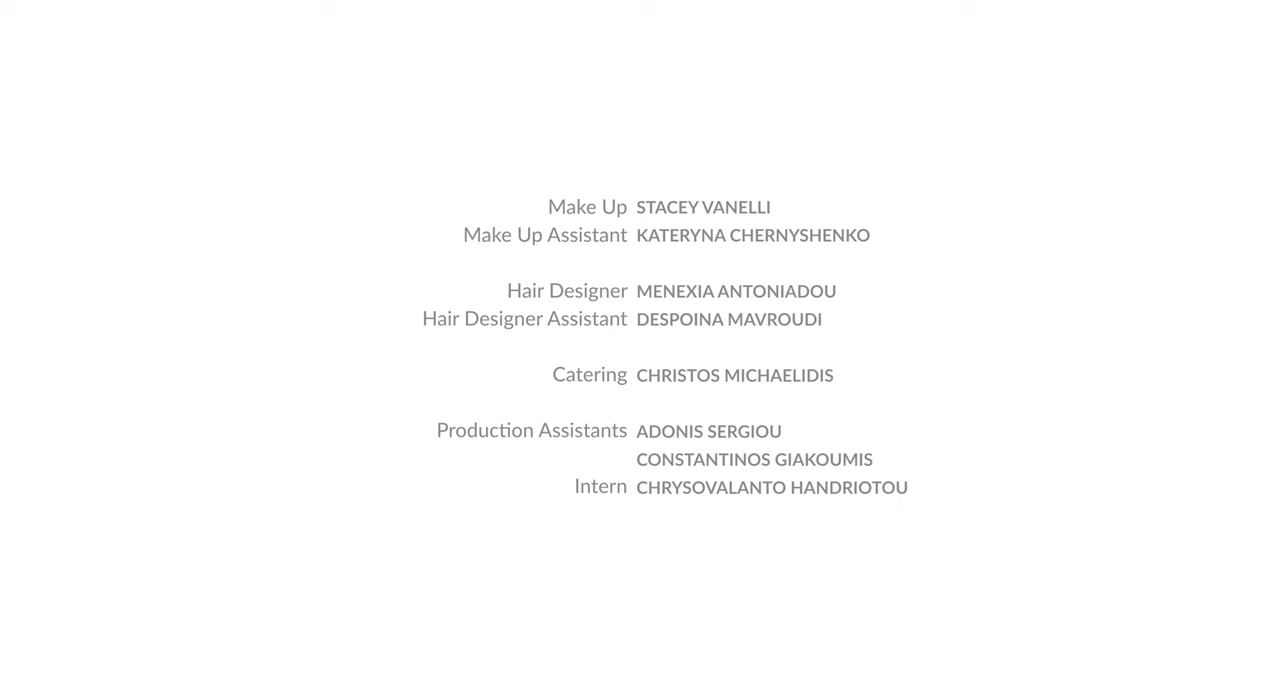 Make Up STACEY VANELLI
Make Up Assistant KATERYNA CHERNYSHENKO
Hair Designer MENEXIA ANTONIADOU
Hair Designer Assistant DESPOINA MAVROUDI
Catering CHRISTOS MICHAELIDIS
Production Assistants ADONIS SERGIOU
CONSTANTINOS GIAKOUMIS
Intern CHRYSOVALANTO HANDRIOTOU